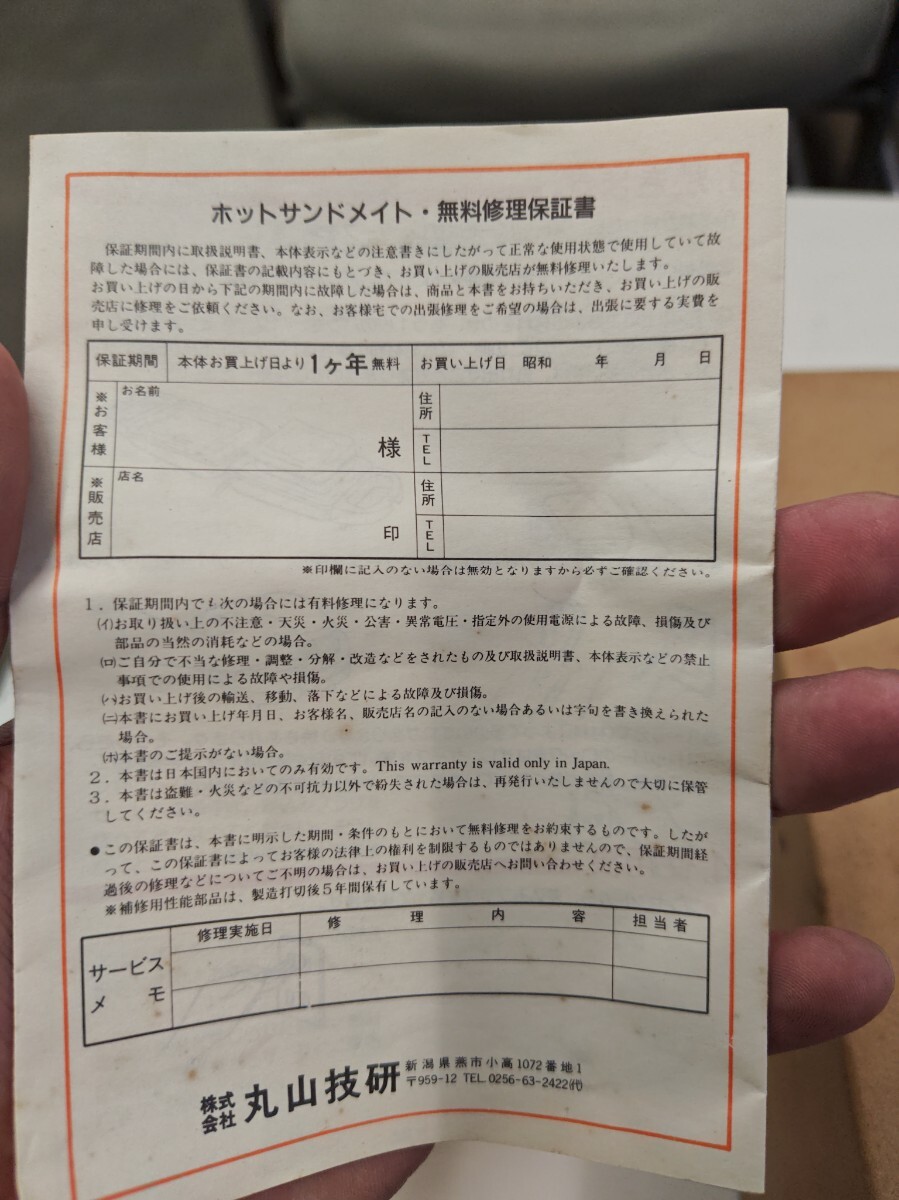 ホットサンドメイト・無料修理保証書
保証期間内に取扱説明書、本体表示などの注意書きにしたがって正常な使用状態で使用していて故
障した場合には、保証書の記載内容にもとづき、お買い上げの販売店が無料修理いたします。
お買い上げの日から下記の期間内に故障した場合は、商品と本書をお持ちいただき、お買い上げの販
売店に修理をご依頼ください。なお、お客様宅での出張修理をご希望の場合は、出張に要する実費を
申し受けます。
保証期間 本体お買上げ日より1ヶ年無料 お買い上げ日 昭和 年 月 日
※お客様 お名前 様 住所
TEL
※販売店 店名 印 住所
TEL
※印欄に記入のない場合は無効となりますから必ずご確認ください。
1．保証期間内でも次の場合には有料修理になります。
(イ)お取り扱い上の不注意・天災・火災・公害・異常電圧・指定外の使用電源による故障、損傷及び
部品の当然の消耗などの場合。
(ロ)ご自分で不当な修理・調整・分解・改造などをされたもの及び取扱説明書、本体表示などの禁止
事項での使用による故障や損傷。
(ハ)お買い上げ後の輸送、移動、落下などによる故障及び損傷。
(ニ)本書にお買い上げ年月日、お客様名、販売店名の記入のない場合あるいは字句を書き換えられた
場合。
(ホ)本書のご提示がない場合。
2．本書は日本国内においてのみ有効です。This warranty is valid only in Japan.
3．本書は盗難・火災などの不可抗力以外で紛失された場合は、再発行いたしませんので大切に保管
してください。
●この保証書は、本書に明示した期間・条件のもとにおいて無料修理をお約束するものです。したが
って、この保証書によってお客様の法律上の権利を制限するものではありませんので、保証期間経
過後の修理などについてご不明の場合は、お買い上げの販売店へお問い合わせください。
※補修用性能部品は、製造打切後5年間保有しています。
サービスメモ 修理実施日 修理内容 担当者
株式会社 丸山技研 新潟県燕市小高1072番地1
〒959-12 TEL 0256-63-2422(代)